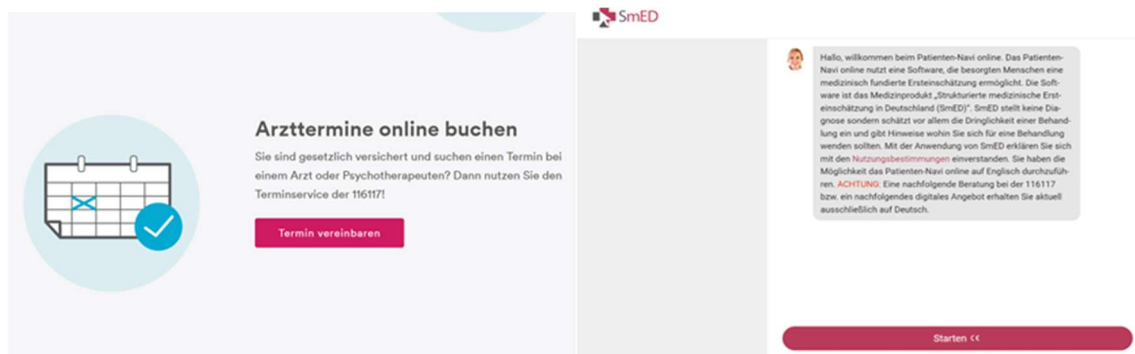 Arzttermine online buchen
Sie sind gesetzlich versichert und suchen einen Termin bei
einem Arzt oder Psychotherapeuten? Dann nutzen Sie den
Terminservice der 116117!
Termin vereinbaren
SmED
Hallo, willkommen beim Patienten-Navi online. Das Patienten-
Navi online nutzt eine Software, die besorgten Menschen eine
medizinisch fundierte Ersteinschätzung ermöglicht. Die Soft-
ware ist das Medizinprodukt „Strukturierte medizinische Erst-
einschätzung in Deutschland (SmED)“. SmED stellt keine Dia-
gnose sondern schätzt vor allem die Dringlichkeit einer Behand-
lung ein und gibt Hinweise wohin Sie sich für eine Behandlung
wenden sollten. Mit der Anwendung von SmED erklären Sie sich
mit den Nutzungsbestimmungen einverstanden. Sie haben die
Möglichkeit das Patienten-Navi online auf Englisch durchzufüh-
ren. ACHTUNG: Eine nachfolgende Beratung bei der 116117
bzw. ein nachfolgendes digitales Angebot erhalten Sie aktuell
ausschließlich auf Deutsch.
Starten